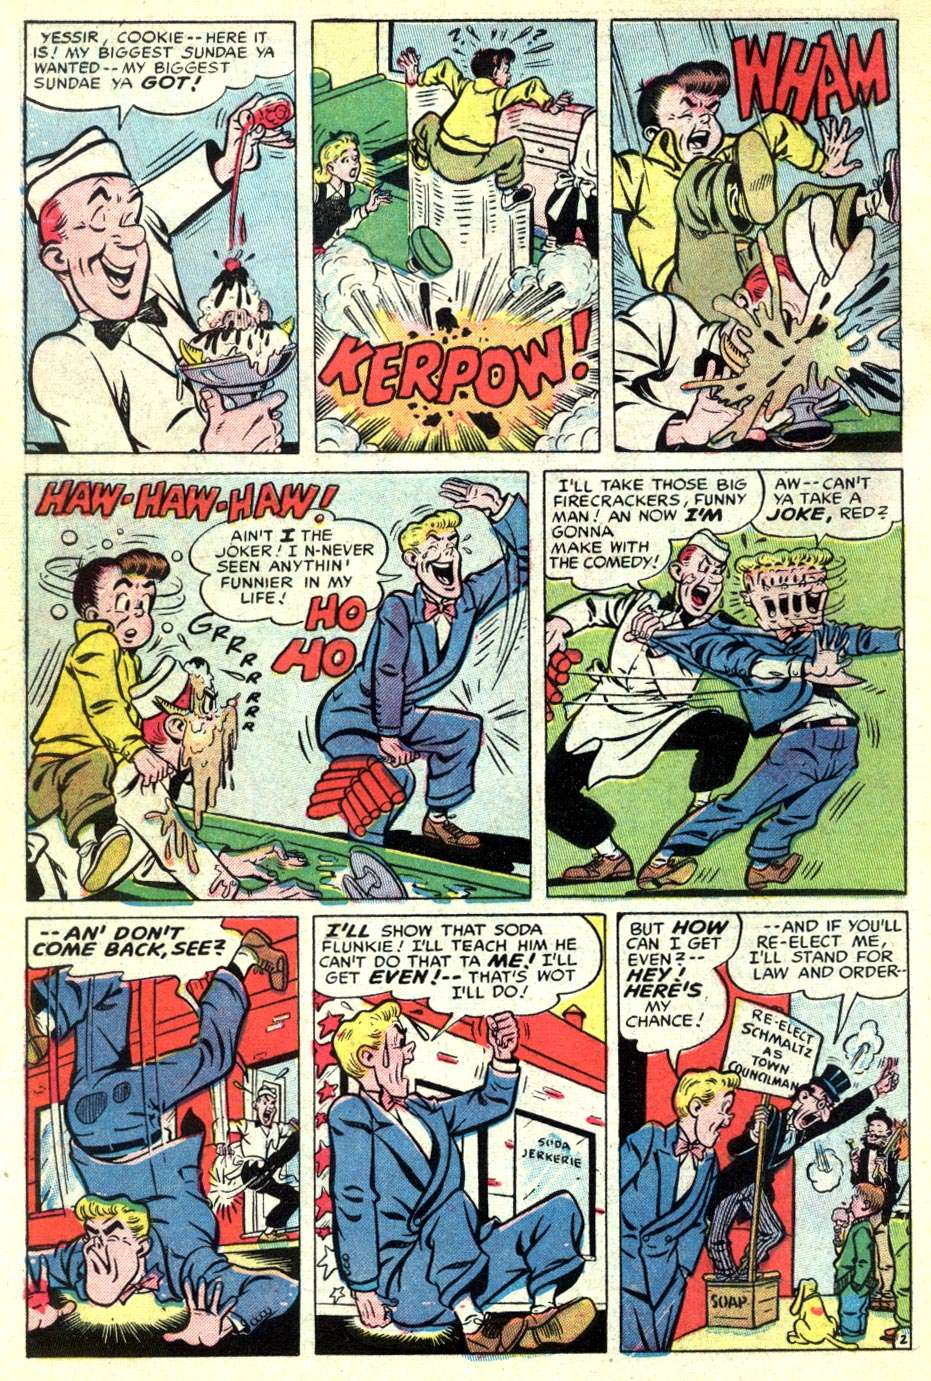 YESSIR, COOKIE--HERE IT
IS! MY BIGGEST SUNDAE YA
WANTED--MY BIGGEST
SUNDAE YA GOT!
? ! ? ! ?
KERPOW!
WHAM
HAW-HAW-HAW!
AIN'T I THE
JOKER! I N-NEVER
SEEN ANYTHIN'
FUNNIER IN MY
LIFE!
HO
HO
GRRRRRRR
I'LL TAKE THOSE BIG
FIRECRACKERS, FUNNY
MAN! AN NOW I'M
GONNA
MAKE WITH
THE COMEDY!
AW--CAN'T
YA TAKE A
JOKE, RED?
--AN' DON'T
COME BACK, SEE?
I'LL SHOW THAT SODA
FLUNKIE! I'LL TEACH HIM HE
CAN'T DO THAT TA ME! I'LL
GET EVEN!--THAT'S WOT
I'LL DO!
SODA
JERKERIE
BUT HOW
CAN I GET
EVEN?--
HEY!
HERE'S
MY
CHANCE!
--AND IF YOU'LL
RE-ELECT ME,
I'LL STAND FOR
LAW AND ORDER--
RE-ELECT
SCHMALTZ
AS
TOWN
COUNCILMAN
SOAP
2